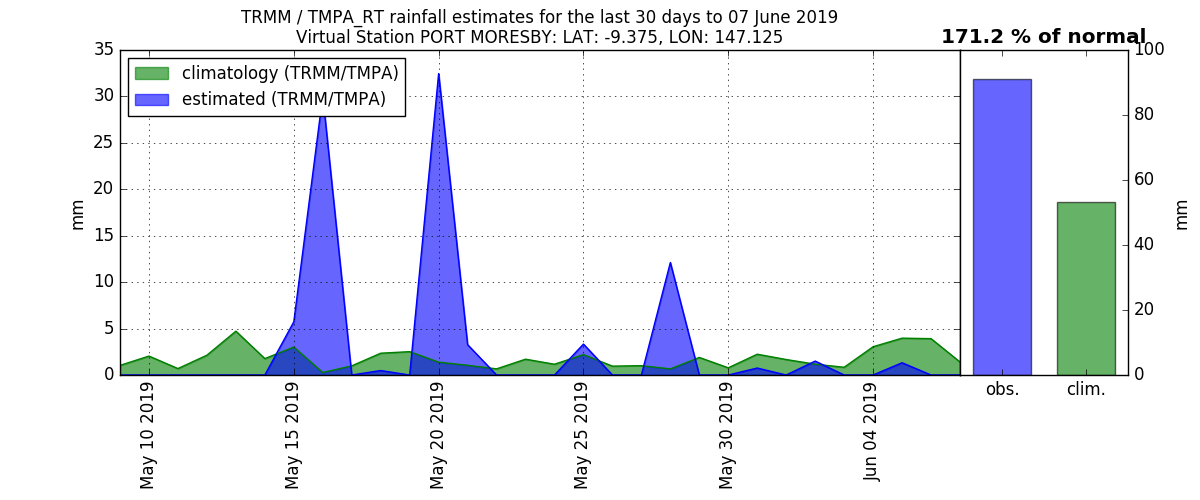 TRMM / TMPA_RT rainfall estimates for the last 30 days to 07 June 2019
Virtual Station PORT MORESBY: LAT: -9.375, LON: 147.125
171.2 % of normal
climatology (TRMM/TMPA)
estimated (TRMM/TMPA)
mm
35
30
25
20
15
10
5
0
May 10 2019
May 15 2019
May 20 2019
May 25 2019
May 30 2019
Jun 04 2019
obs.
clim.
100
80
60
40
20
0
mm